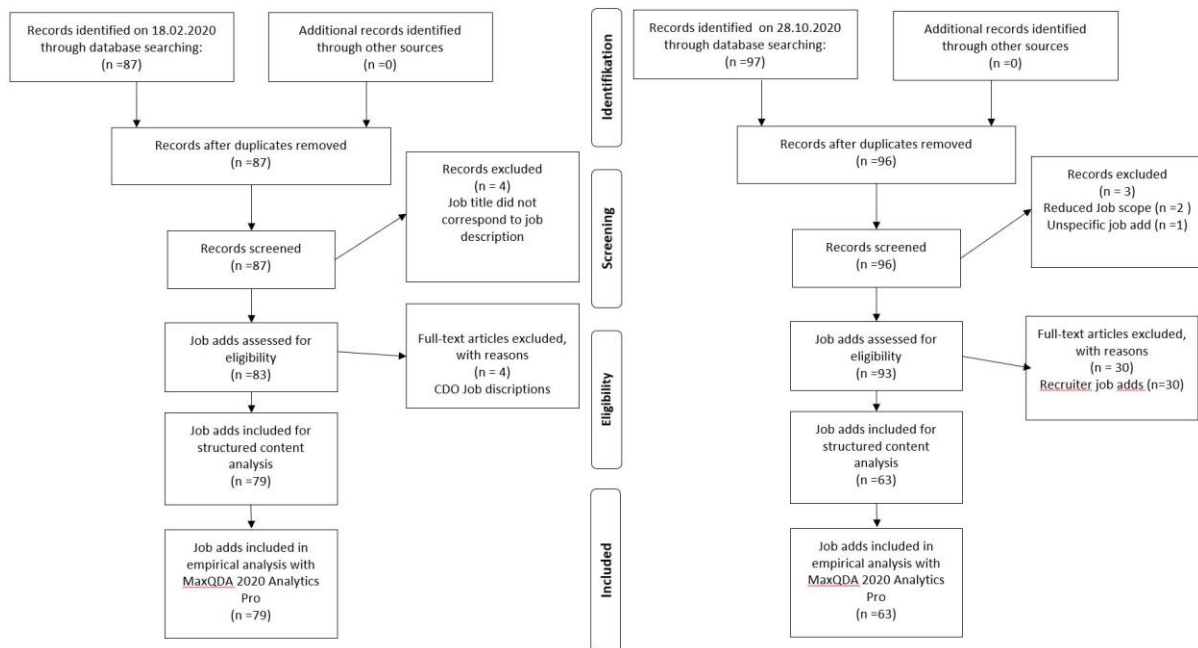 Records identified on 18.02.2020
through database searching:
(n =87)
Additional records identified
through other sources
(n =0)
Records after duplicates removed
(n =87)
Records excluded
(n = 4)
Job title did not
correspond to job
description
Records screened
(n =87)
Job adds assessed for
eligibility
(n =83)
Full-text articles excluded,
with reasons
(n = 4)
CDO Job discriptions
Job adds included for
structured content
analysis
(n =79)
Job adds included in
empirical analysis with
MaxQDA 2020 Analytics
Pro
(n =79)
Identifikation
Screening
Eligibility
Included
Records identified on 28.10.2020
through database searching:
(n =97)
Additional records identified
through other sources
(n =0)
Records after duplicates removed
(n =96)
Records excluded
(n = 3)
Reduced Job scope (n =2 )
Unspecific job add (n =1)
Records screened
(n =96)
Job adds assessed for
eligibility
(n =93)
Full-text articles excluded,
with reasons
(n = 30)
Recruiter job adds (n=30)
Job adds included for
structured content
analysis
(n =63)
Job adds included in
empirical analysis with
MaxQDA 2020 Analytics
Pro
(n =63)